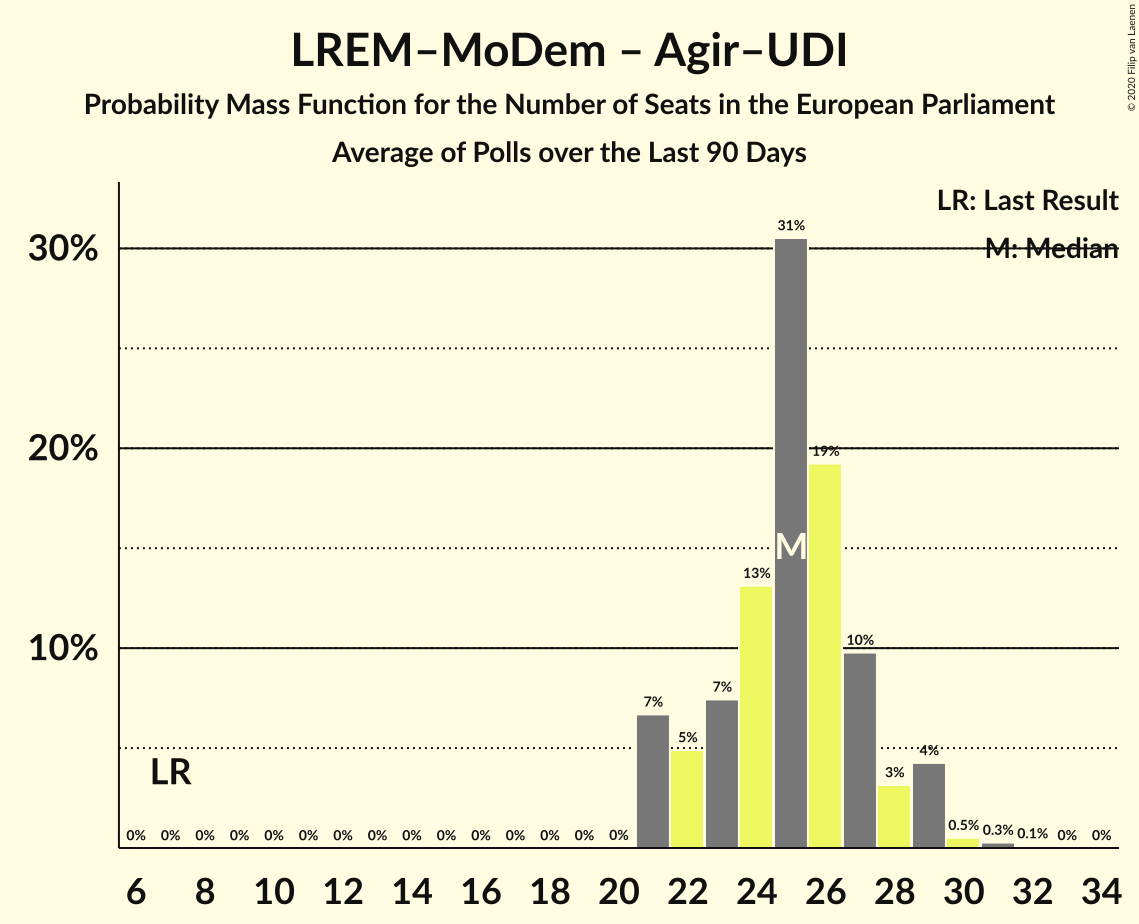 LREM–MoDem – Agir–UDI
Probability Mass Function for the Number of Seats in the European Parliament
Average of Polls over the Last 90 Days
© 2020 Filip van Laenen
LR: Last Result
M: Median
30%
20%
10%
31%
19%
M
13%
10%
7%
7%
5%
4%
3%
LR
0% 0% 0% 0% 0% 0% 0% 0% 0% 0% 0% 0% 0% 0% 0% 0.5% 0.3% 0.1% 0% 0%
6 8 10 12 14 16 18 20 22 24 26 28 30 32 34